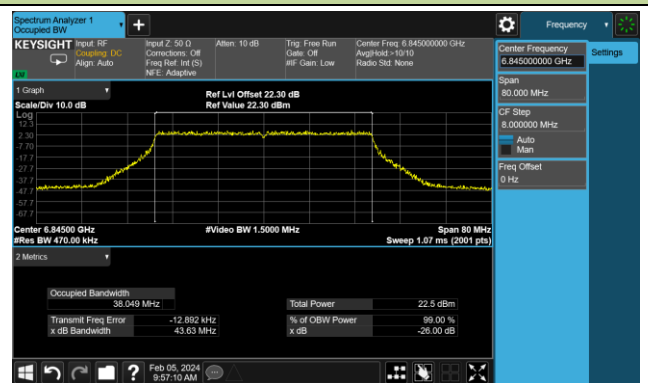 Spectrum Analyzer 1
Occupied BW
Frequency
KEYSIGHT
Input: RF
Coupling: DC
Align: Auto
Input Z: 50 Ω
Corrections: Off
Freq Ref: Int (S)
NFE: Adaptive
Atten: 10 dB
Trig: Free Run
Gate: Off
#IF Gain: Low
Center Freq: 6.845000000 GHz
Avg|Hold:>10/10
Radio Std: None
LW
Center Frequency
6.845000000 GHz
Settings
Span
80.000 MHz
CF Step
8.000000 MHz
Auto
Man
Freq Offset
0 Hz
1 Graph
Scale/Div 10.0 dB
Ref Lvl Offset 22.30 dB
Ref Value 22.30 dBm
Log
12.3
2.30
-7.70
-17.7
-27.7
-37.7
-47.7
-57.7
-67.7
Center 6.84500 GHz
#Res BW 470.00 kHz
#Video BW 1.5000 MHz
Span 80 MHz
Sweep 1.07 ms (2001 pts)
2 Metrics
Occupied Bandwidth
38.049 MHz
Total Power 22.5 dBm
Transmit Freq Error -12.892 kHz
% of OBW Power 99.00 %
x dB Bandwidth 43.63 MHz
x dB -26.00 dB
Feb 05, 2024
9:57:10 AM